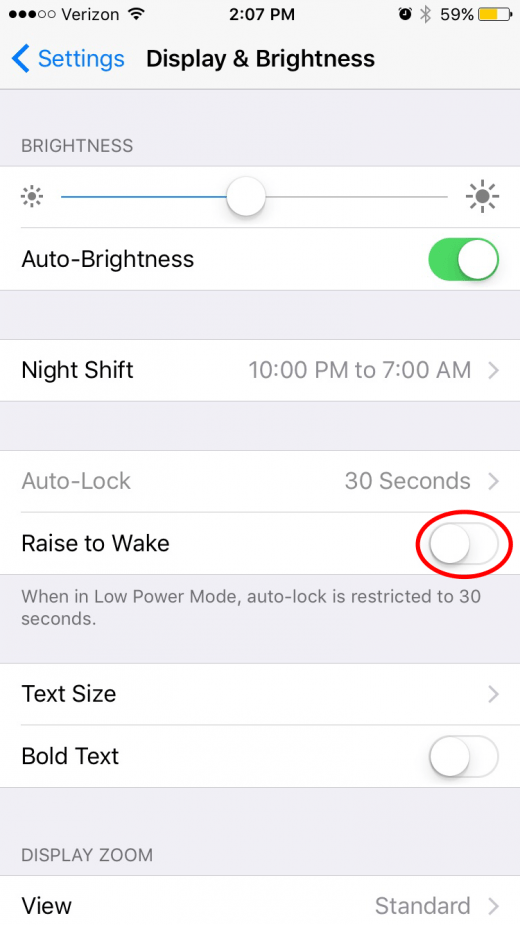 Verizon 2:07 PM 59%
Settings Display & Brightness
BRIGHTNESS
Auto-Brightness
Night Shift 10:00 PM to 7:00 AM
Auto-Lock 30 Seconds
Raise to Wake
When in Low Power Mode, auto-lock is restricted to 30
seconds.
Text Size
Bold Text
DISPLAY ZOOM
View Standard